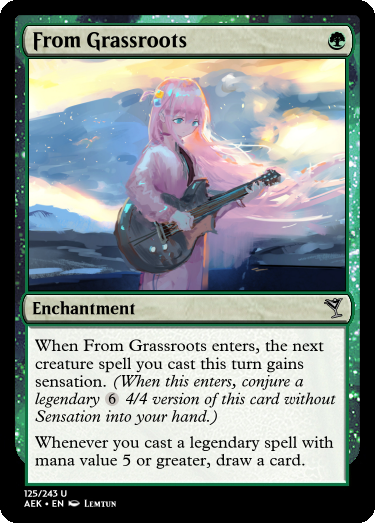 From Grassroots
Enchantment
When From Grassroots enters, the next
creature spell you cast this turn gains
sensation. (When this enters, conjure a
legendary 6 4/4 version of this card without
Sensation into your hand.)
Whenever you cast a legendary spell with
mana value 5 or greater, draw a card.
125/243 U
AEK • EN Lemtun